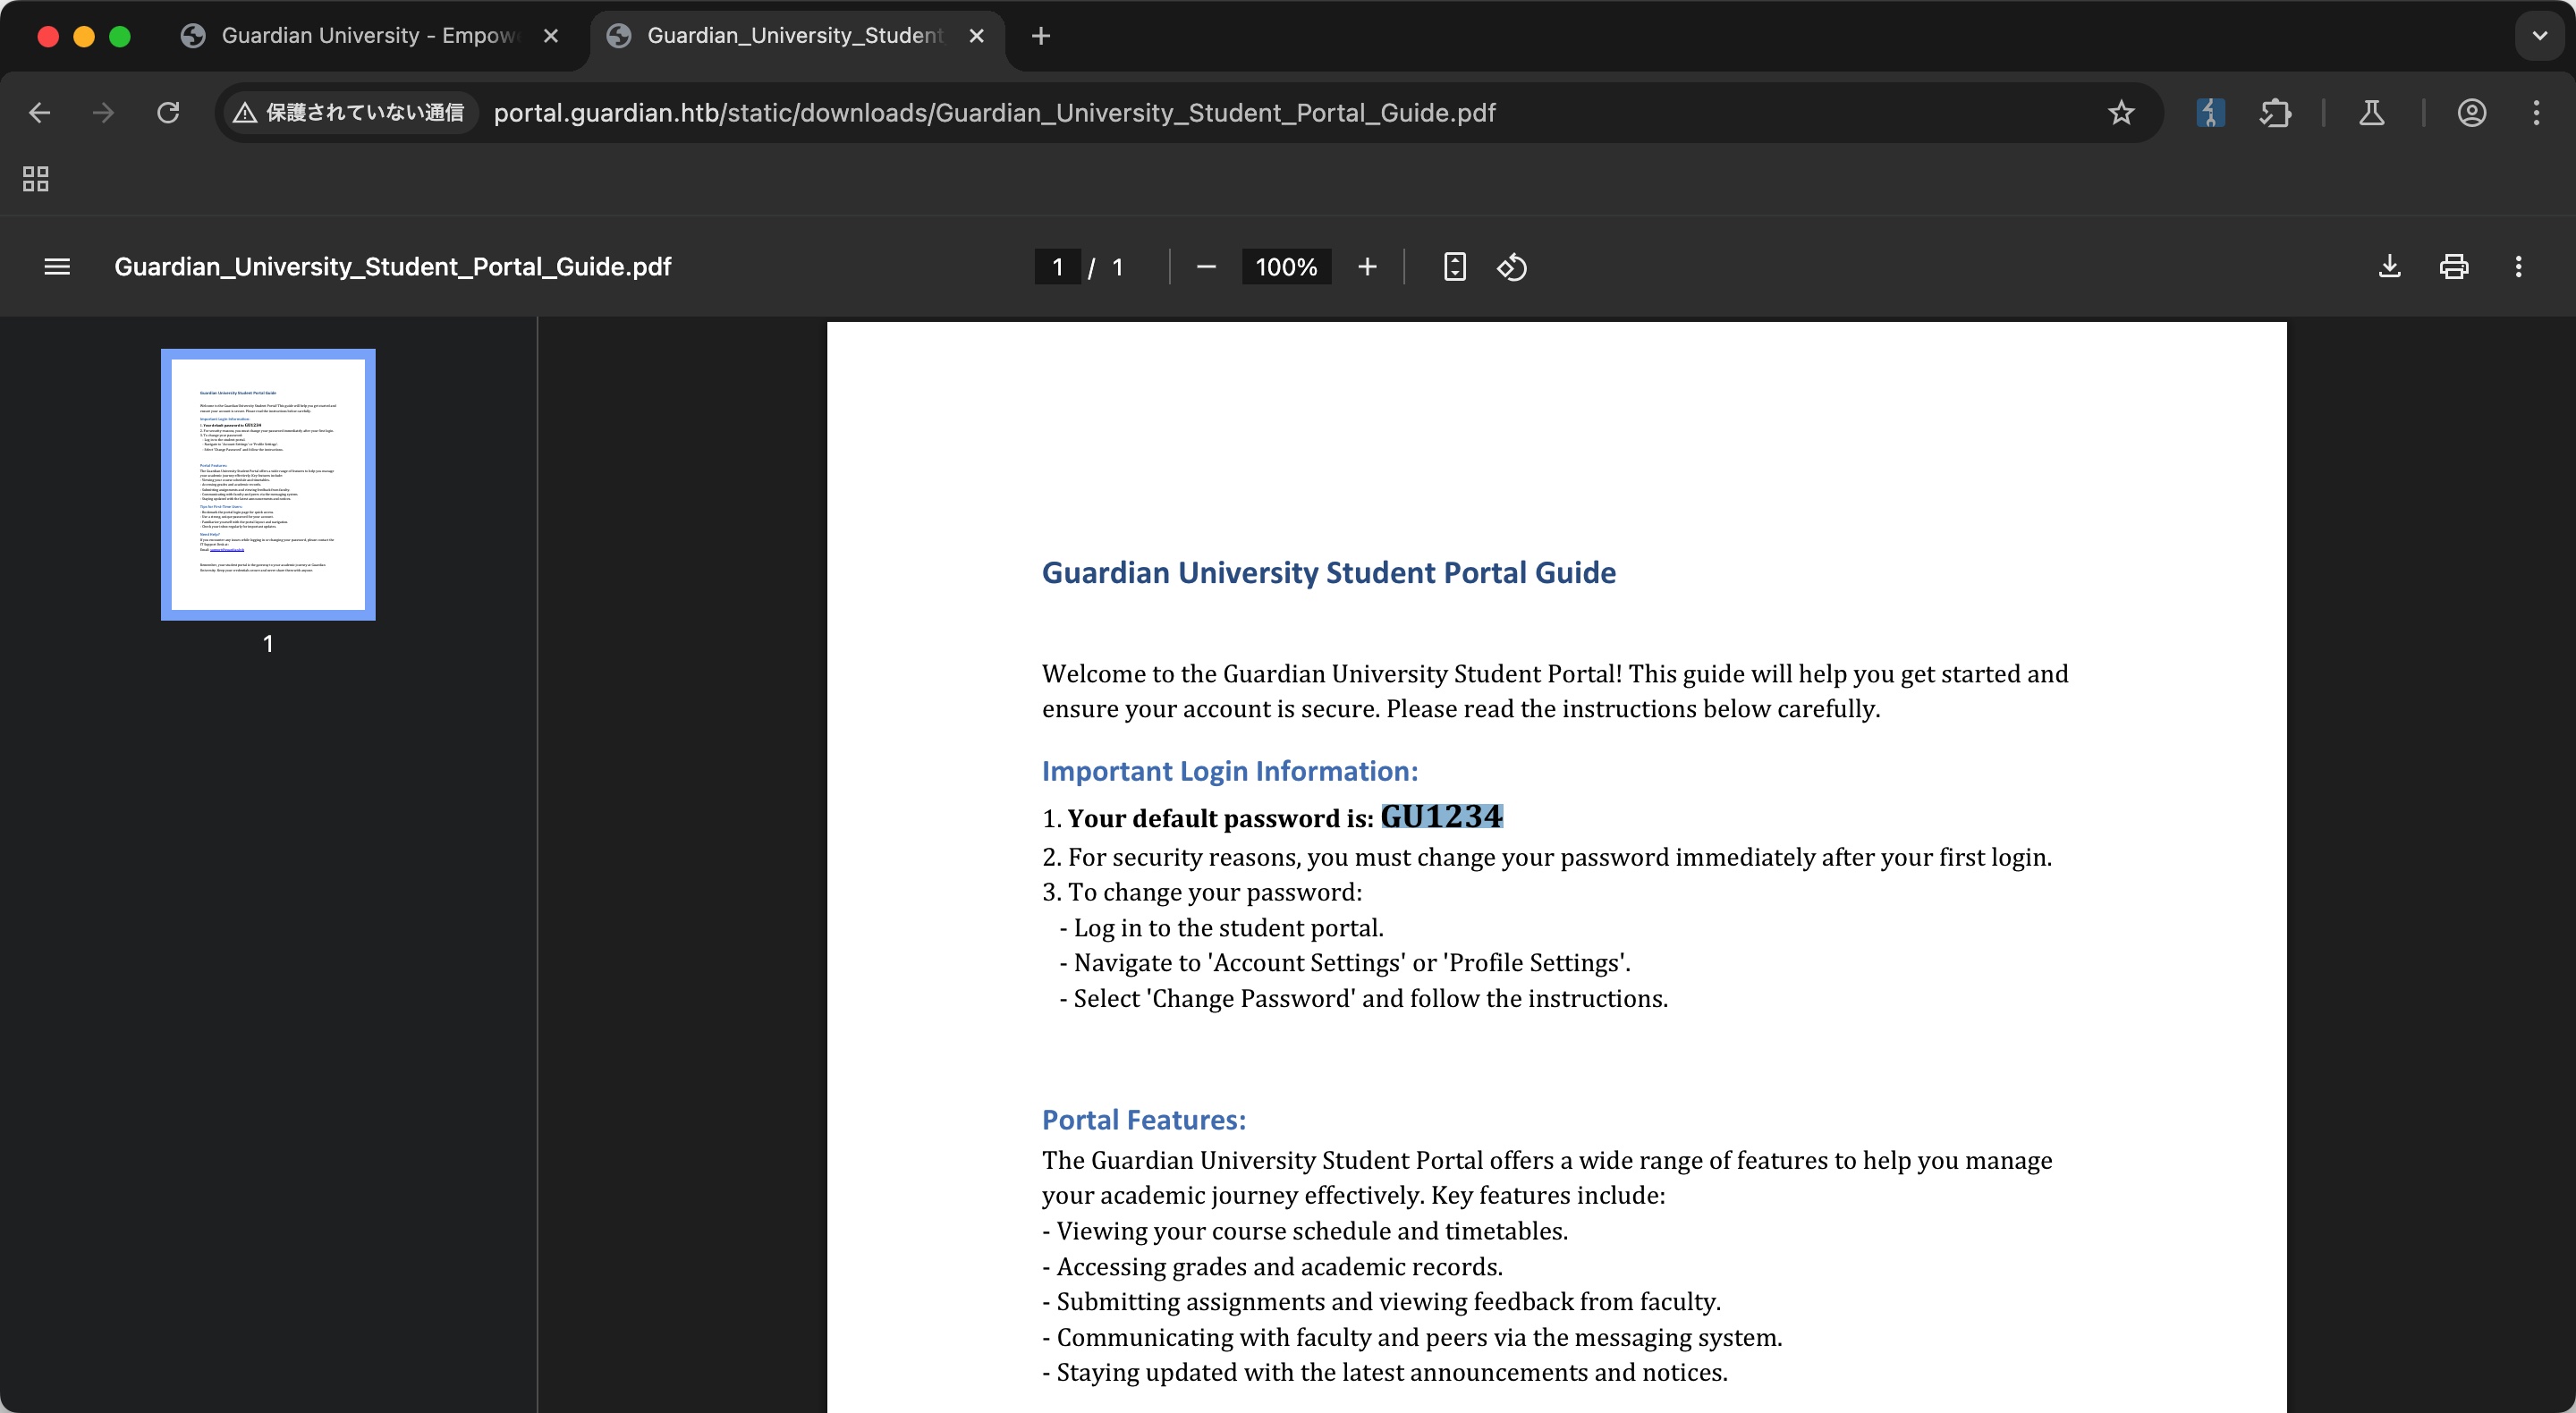 Guardian University - Empow
Guardian_University_Student
保護されていない通信
portal.guardian.htb/static/downloads/Guardian_University_Student_Portal_Guide.pdf
Guardian_University_Student_Portal_Guide.pdf
1 / 1
100%
1
Guardian University Student Portal Guide
Welcome to the Guardian University Student Portal! This guide will help you get started and
ensure your account is secure. Please read the instructions below carefully.
Important Login Information:
1. Your default password is: GU1234
2. For security reasons, you must change your password immediately after your first login.
3. To change your password:
- Log in to the student portal.
- Navigate to 'Account Settings' or 'Profile Settings'.
- Select 'Change Password' and follow the instructions.
Portal Features:
The Guardian University Student Portal offers a wide range of features to help you manage
your academic journey effectively. Key features include:
- Viewing your course schedule and timetables.
- Accessing grades and academic records.
- Submitting assignments and viewing feedback from faculty.
- Communicating with faculty and peers via the messaging system.
- Staying updated with the latest announcements and notices.